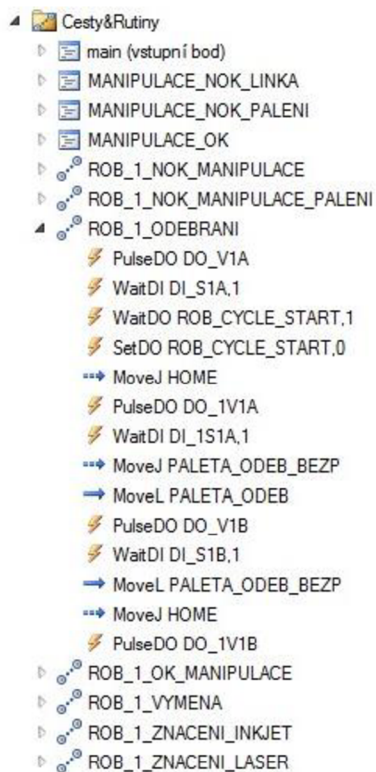 Cesty&Rutiny
main (vstupní bod)
MANIPULACE_NOK_LINKA
MANIPULACE_NOK_PALENI
MANIPULACE_OK
ROB_1_NOK_MANIPULACE
ROB_1_NOK_MANIPULACE_PALENI
ROB_1_ODEBRANI
PulseDO DO_V1A
WaitDI DI_S1A,1
WaitDO ROB_CYCLE_START,1
SetDO ROB_CYCLE_START,0
MoveJ HOME
PulseDO DO_1V1A
WaitDI DI_1S1A,1
MoveJ PALETA_ODEB_BEZP
MoveL PALETA_ODEB
PulseDO DO_V1B
WaitDI DI_S1B,1
MoveL PALETA_ODEB_BEZP
MoveJ HOME
PulseDO DO_1V1B
ROB_1_OK_MANIPULACE
ROB_1_VYMENA
ROB_1_ZNACENI_INKJET
ROB_1_ZNACENI_LASER